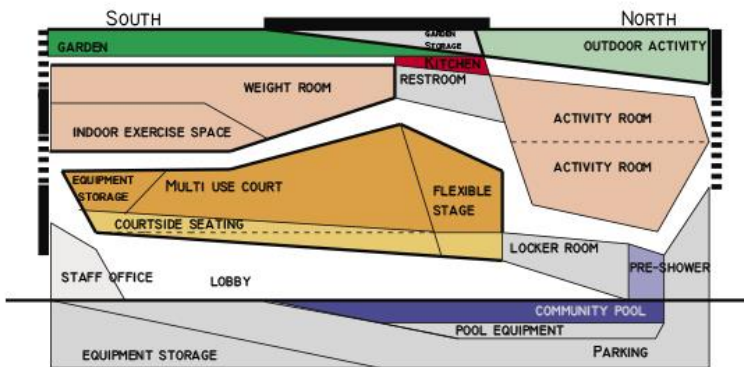 SOUTH
NORTH
GARDEN
GARDEN
STORAGE
OUTDOOR ACTIVITY
KITCHEN
RESTROOM
WEIGHT ROOM
INDOOR EXERCISE SPACE
ACTIVITY ROOM
ACTIVITY ROOM
EQUIPMENT
STORAGE
MULTI USE COURT
FLEXIBLE
STAGE
COURTSIDE SEATING
LOCKER ROOM
STAFF OFFICE
LOBBY
PRE-SHOWER
COMMUNITY POOL
POOL EQUIPMENT
EQUIPMENT STORAGE
PARKING